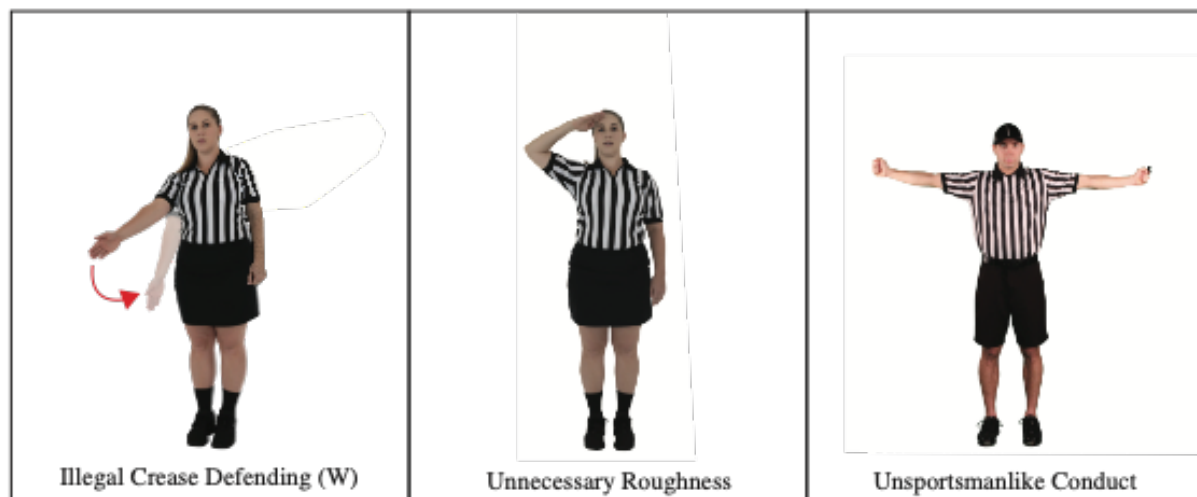 Illegal Crease Defending (W)
Unnecessary Roughness
Unsportsmanlike Conduct